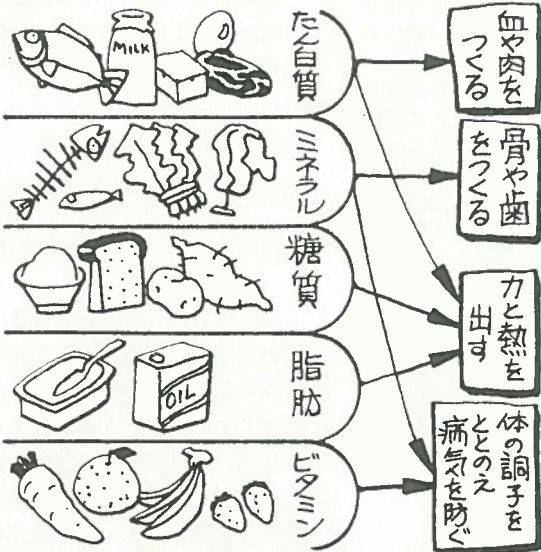 MILK
たん白質
ミネラル
糖質
脂肪
OIL
ビタミン
血や肉を
つくる
骨や歯
をつくる
力と熱を
出す
体の調子を
ととのえ
病気を防ぐ